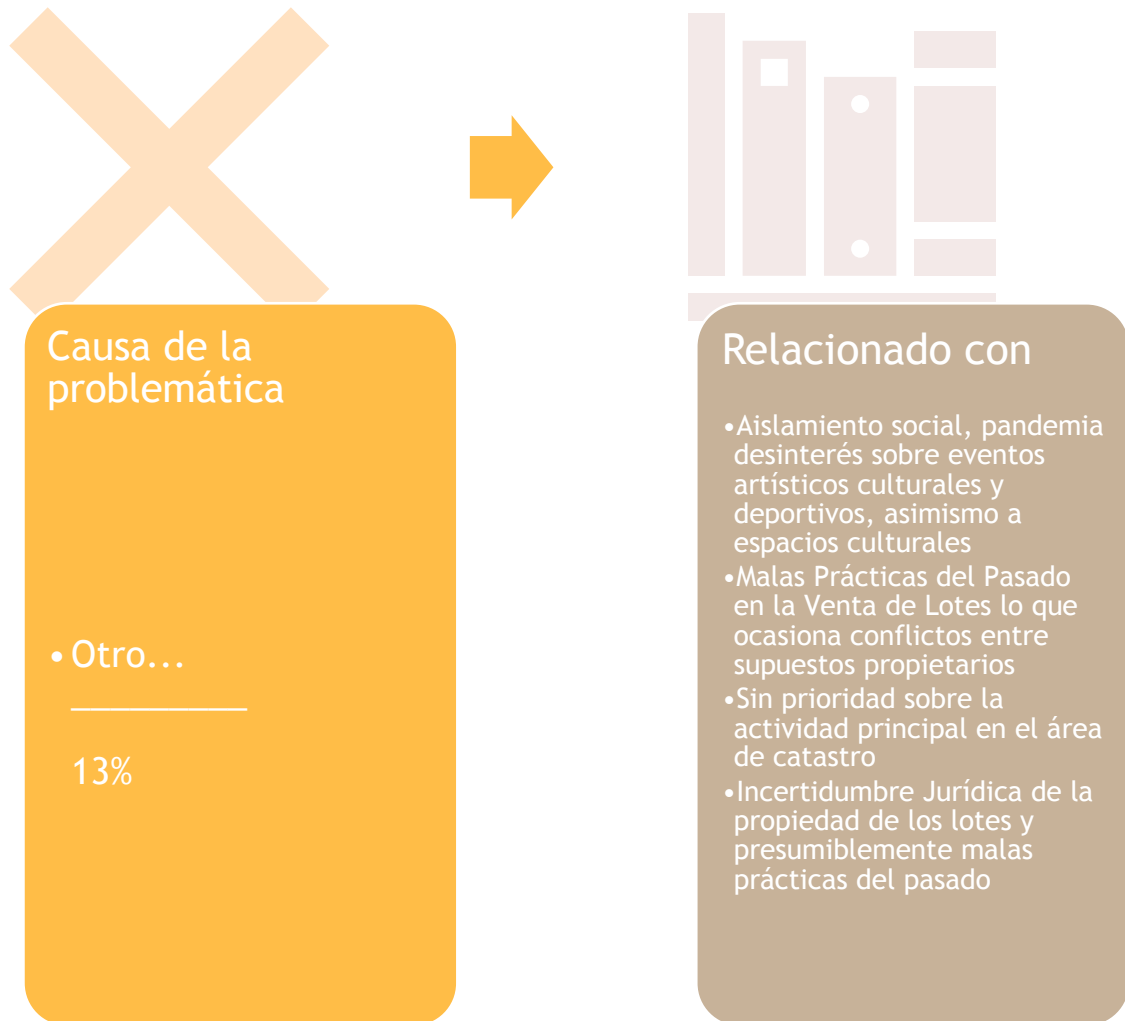 Causa de la
problemática
• Otro...
_________
13%
Relacionado con
•Aislamiento social, pandemia
desinterés sobre eventos
artísticos culturales y
deportivos, asimismo a
espacios culturales
•Malas Prácticas del Pasado
en la Venta de Lotes lo que
ocasiona conflictos entre
supuestos propietarios
•Sin prioridad sobre la
actividad principal en el área
de catastro
•Incertidumbre Jurídica de la
propiedad de los lotes y
presumiblemente malas
prácticas del pasado